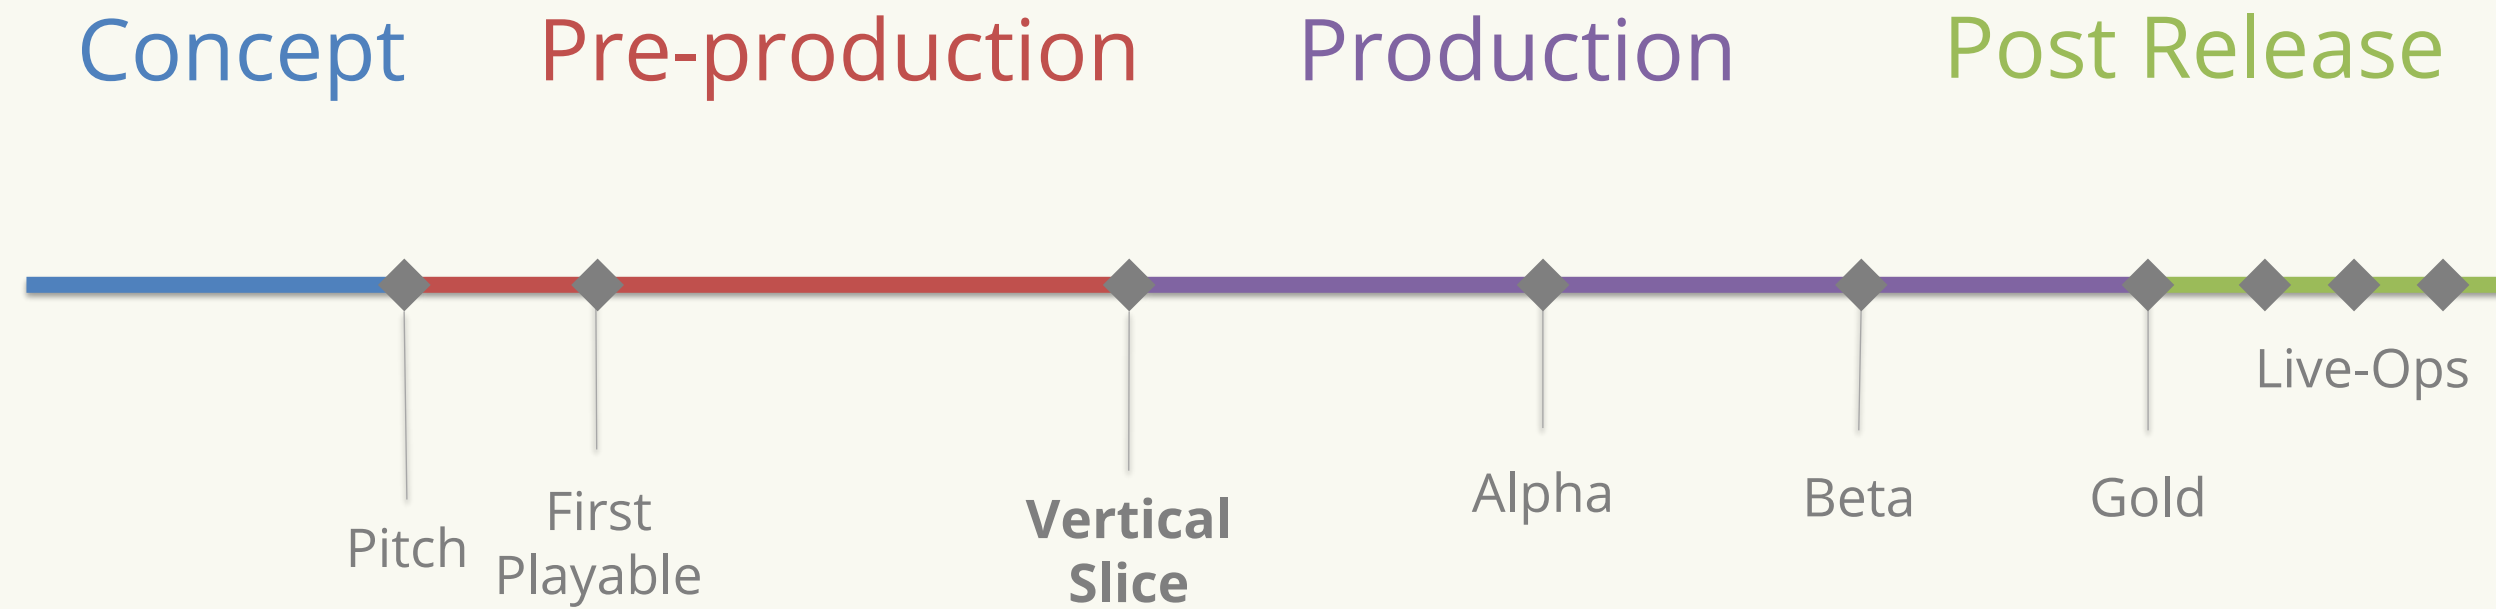 Concept
Pre-production
Production
Post Release
Live-Ops
Pitch
First
Playable
Vertical
Slice
Alpha
Beta
Gold